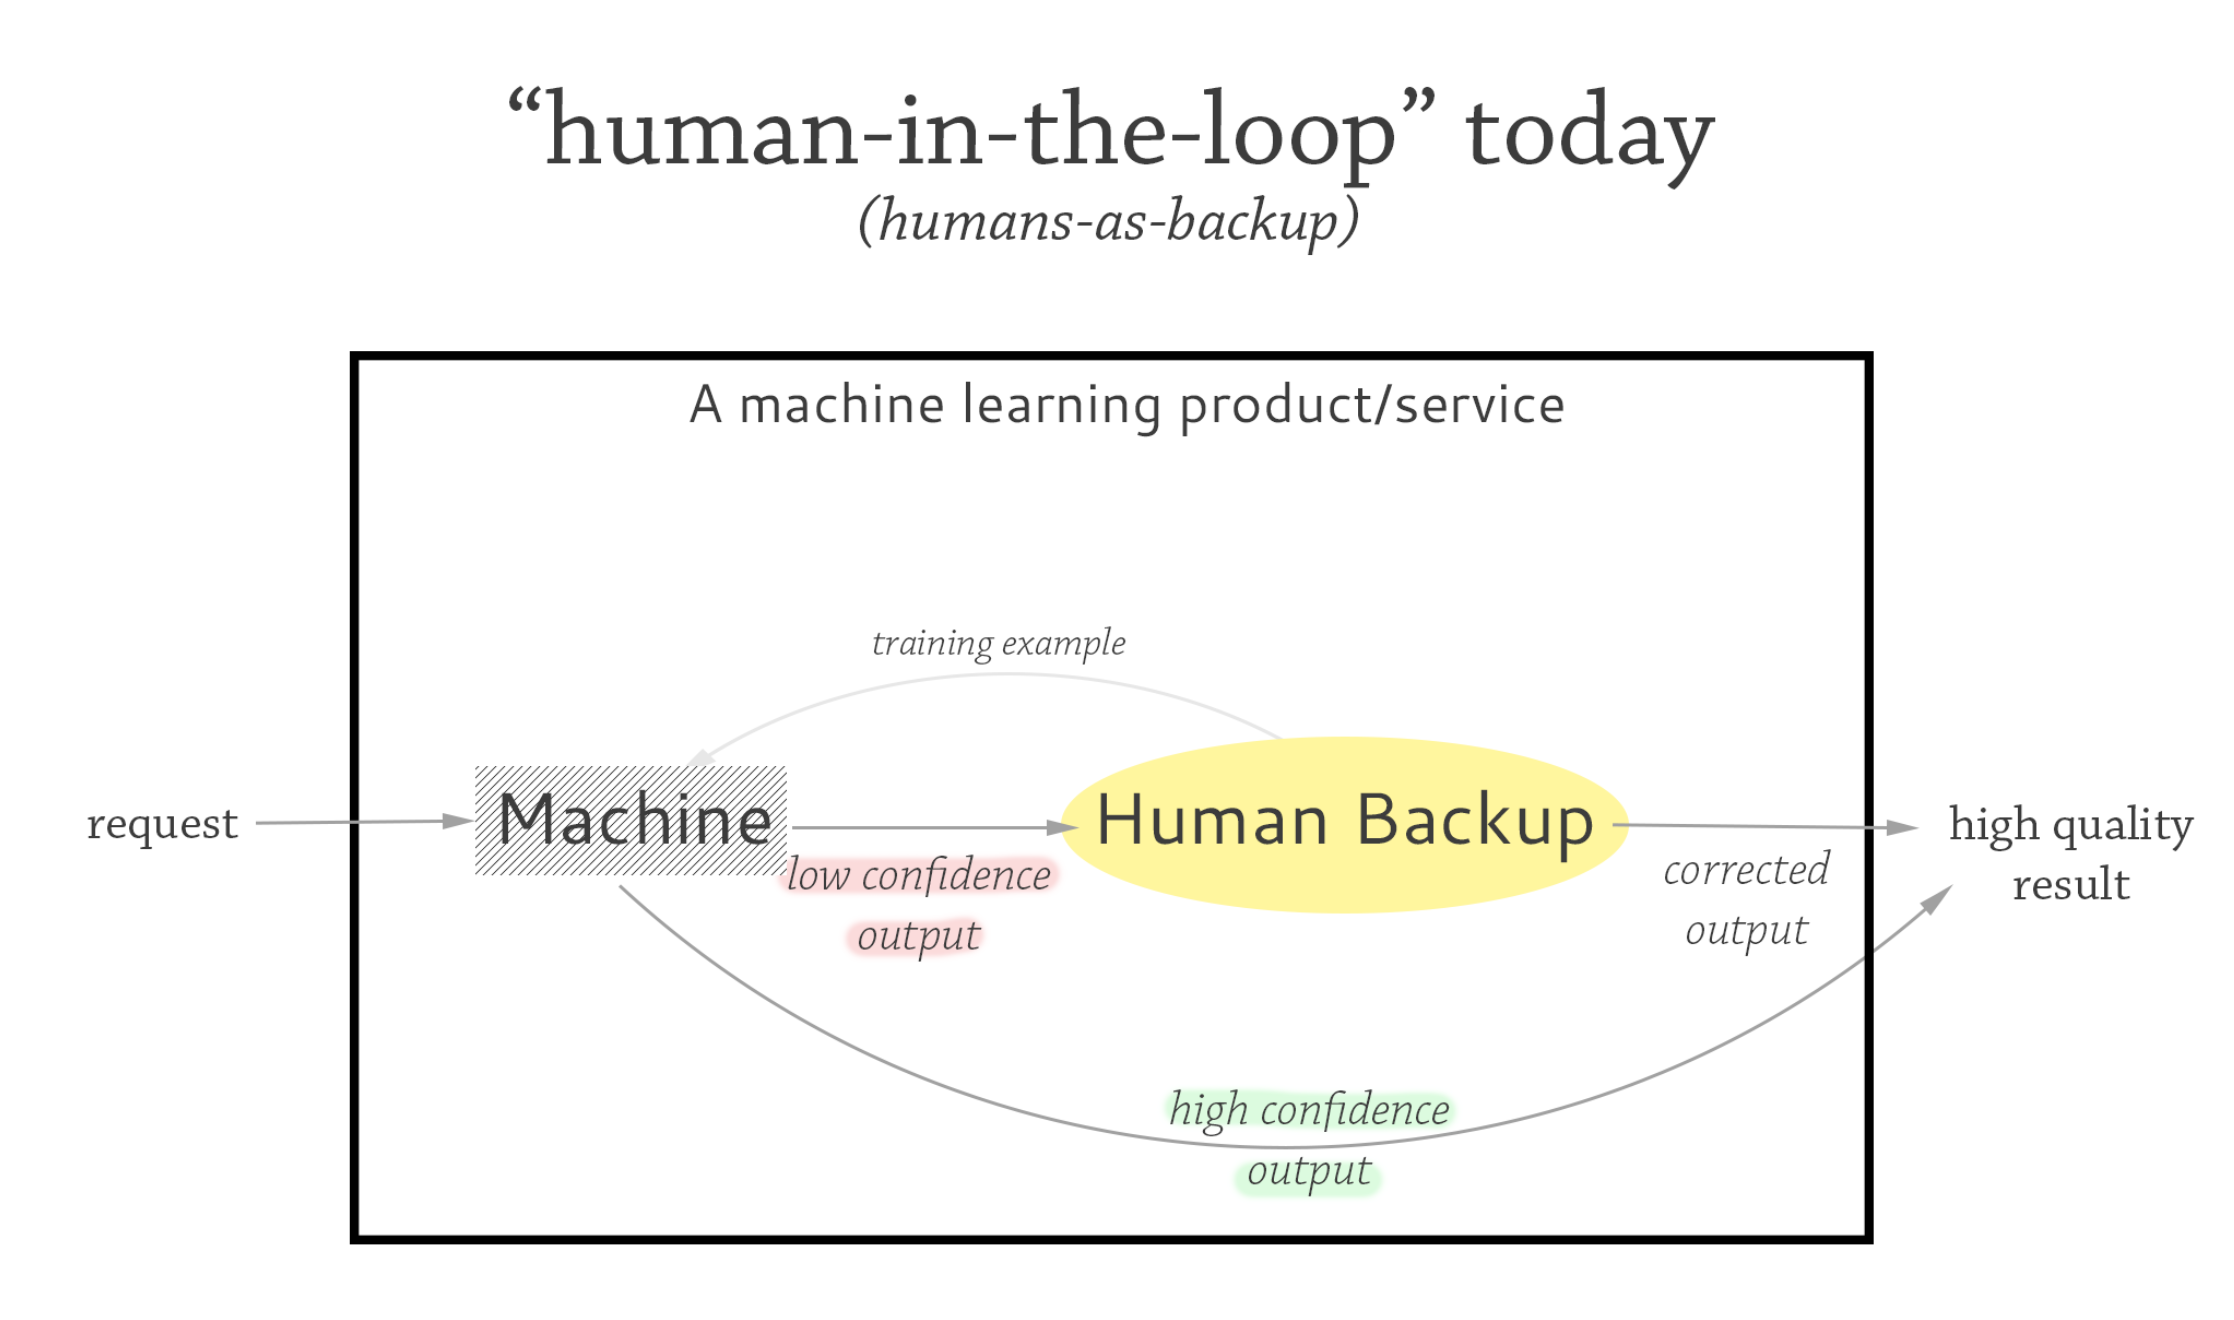 “human-in-the-loop” today
(humans-as-backup)
A machine learning product/service
training example
request
Machine
low confidence
output
Human Backup
corrected
output
high quality
result
high confidence
output